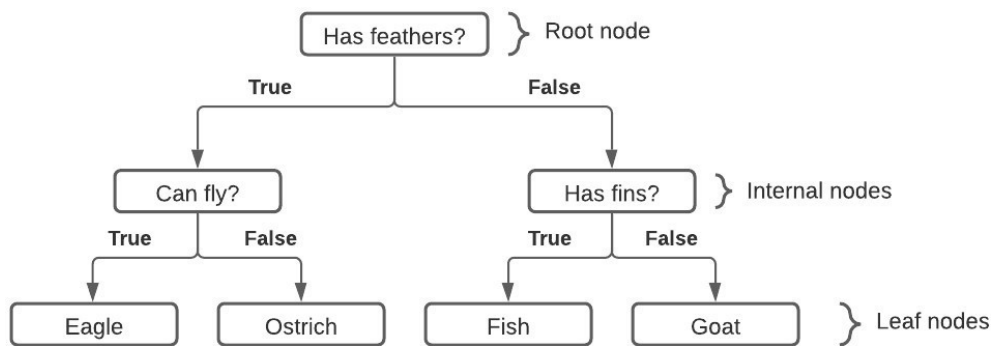 Has feathers?
Root node
True
False
Can fly?
Has fins?
Internal nodes
True
False
True
False
Eagle
Ostrich
Fish
Goat
Leaf nodes